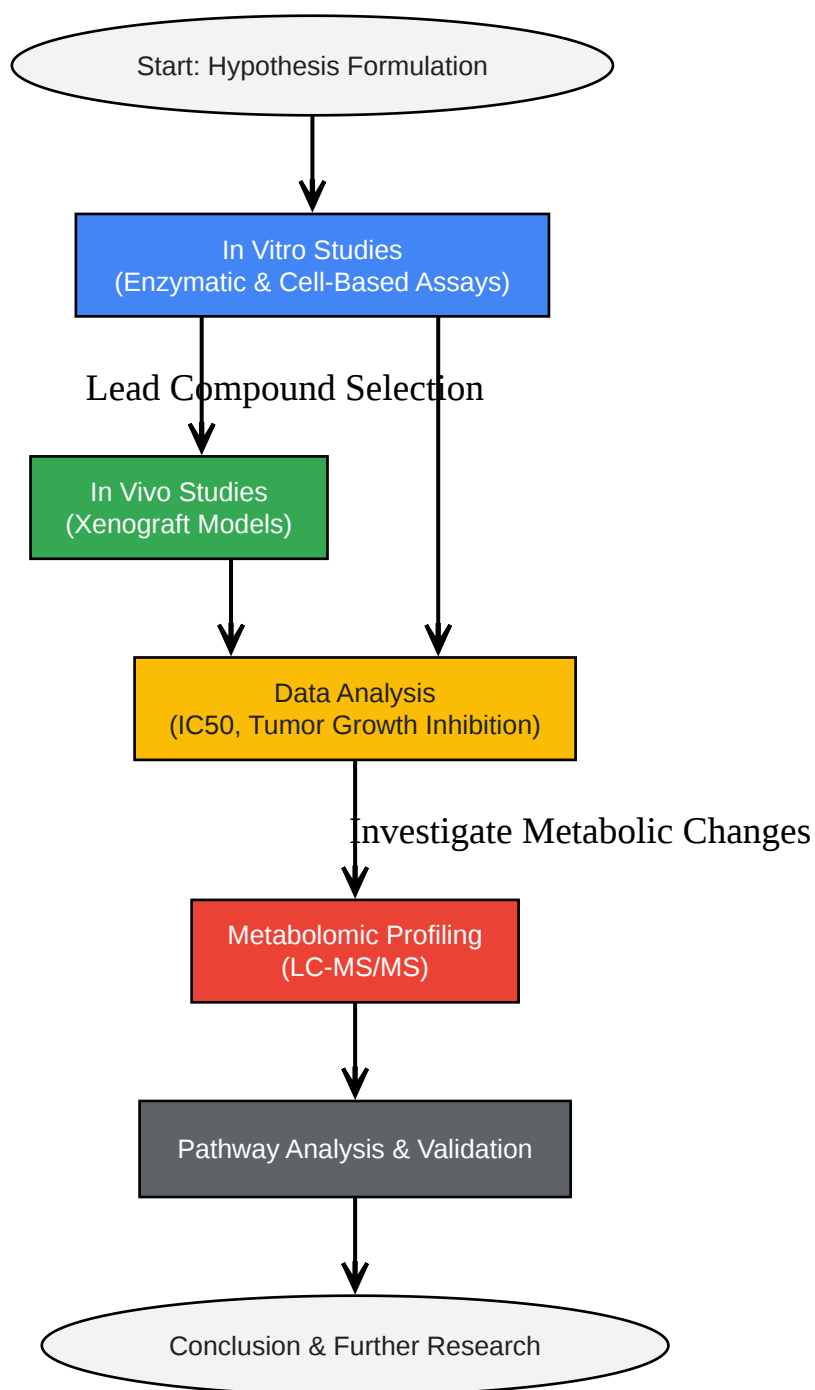 Start: Hypothesis Formulation
In Vitro Studies
(Enzymatic & Cell-Based Assays)
Lead Compound Selection
In Vivo Studies
(Xenograft Models)
Data Analysis
(IC50, Tumor Growth Inhibition)
Investigate Metabolic Changes
Metabolomic Profiling
(LC-MS/MS)
Pathway Analysis & Validation
Conclusion & Further Research